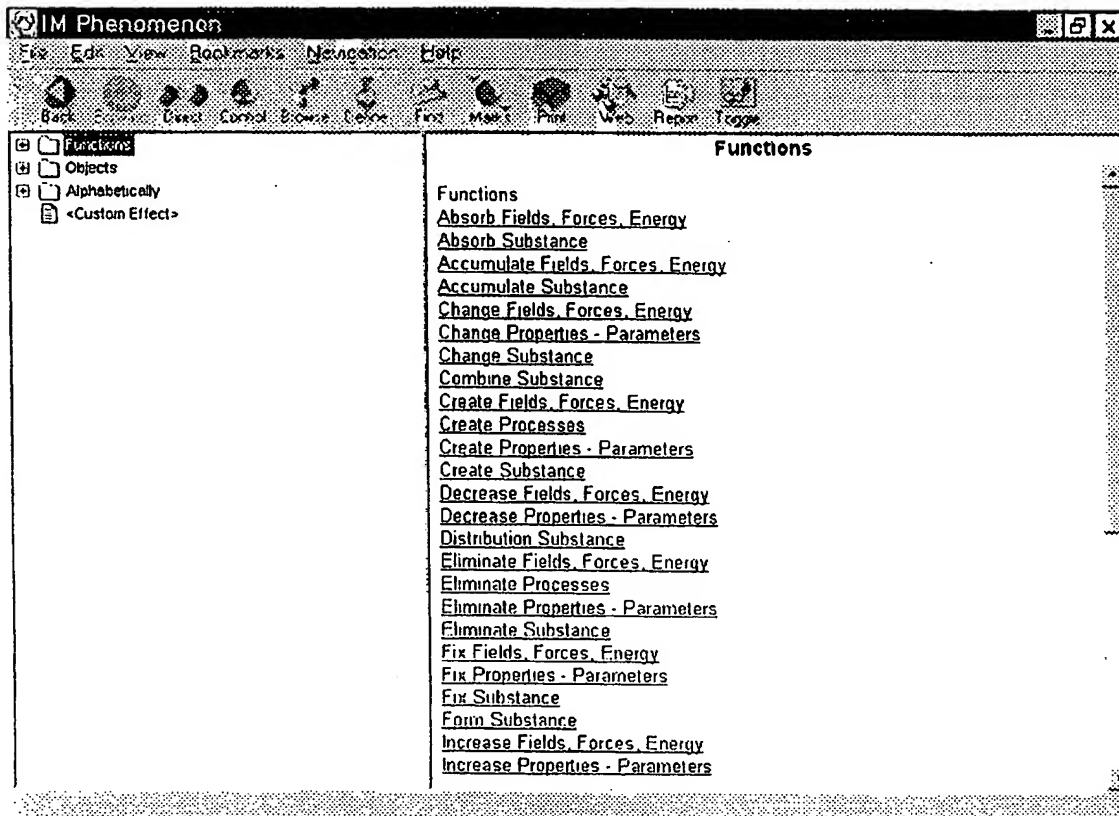 IM Phenomenon
File Edit View Bookmarks Navigation Help
Back Direct Control Browse Define Find Marks Print Web Report Toggle
Functions
Objects
Alphabetically
<Custom Effect>
Functions
Functions
Absorb Fields, Forces, Energy
Absorb Substance
Accumulate Fields, Forces, Energy
Accumulate Substance
Change Fields, Forces, Energy
Change Properties - Parameters
Change Substance
Combine Substance
Create Fields, Forces, Energy
Create Processes
Create Properties - Parameters
Create Substance
Decrease Fields, Forces, Energy
Decrease Properties - Parameters
Distribution Substance
Eliminate Fields, Forces, Energy
Eliminate Processes
Eliminate Properties - Parameters
Eliminate Substance
Fix Fields, Forces, Energy
Fix Properties - Parameters
Fix Substance
Form Substance
Increase Fields, Forces, Energy
Increase Properties - Parameters